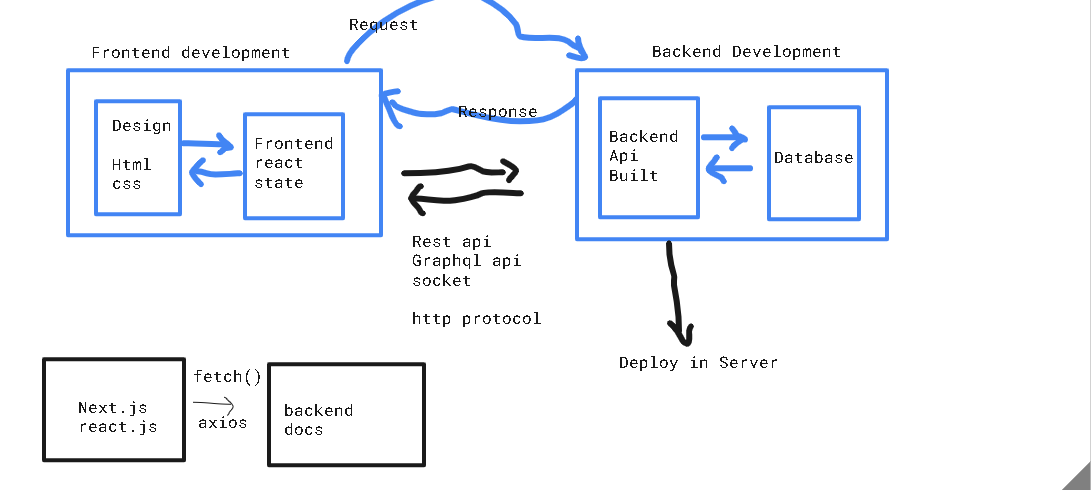 Request
Frontend development
Backend Development
Response
Design
Html
css
Frontend
react
state
Backend
Api
Built
Database
Rest api
Graphql api
socket
http protocol
Deploy in Server
Next.js
react.js
fetch()
axios
backend
docs